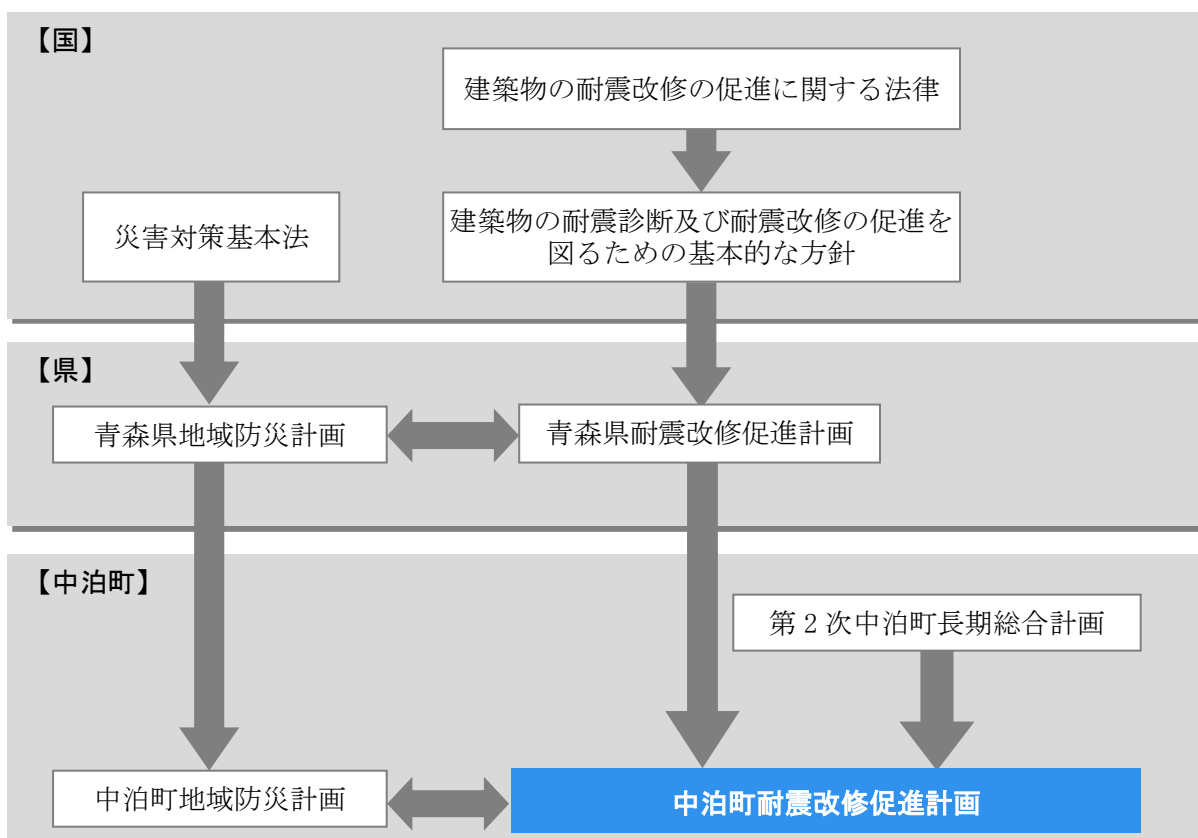 【国】
建築物の耐震改修の促進に関する法律
災害対策基本法
建築物の耐震診断及び耐震改修の促進を
図るための基本的な方針
【県】
青森県地域防災計画
青森県耐震改修促進計画
【中泊町】
第2次中泊町長期総合計画
中泊町地域防災計画
中泊町耐震改修促進計画